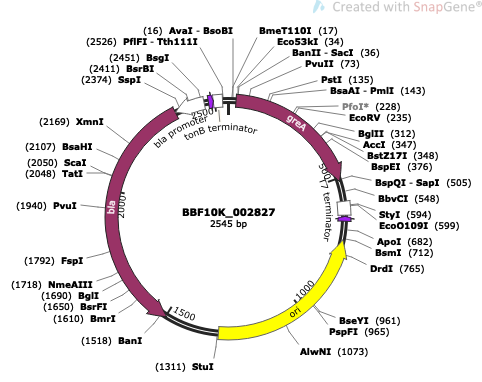 Created with SnapGene®
(16) AvaI - BsoBI
(2526) PflFI - Tth111I
(2451) BsgI
(2411) BsrBI
(2374) SspI
(2169) XmnI
(2107) BsaHI
(2050) ScaI
(2048) TatI
(1940) PvuI
(1792) FspI
(1718) NmeAIII
(1690) BglI
(1650) BsrFI
(1610) BmrI
(1518) BanI
(1311) StuI
BmeT110I (17)
Eco53kI (34)
BanII - SacI (36)
PvuII (73)
PstI (135)
BsaAI - PmlI (143)
PfoI* (228)
EcoRV (235)
BglII (312)
AccI (347)
BstZ17I (348)
BspEI (376)
BspQI - SapI (505)
BbvCI (548)
StyI (594)
EcoO109I (599)
ApoI (682)
BsmI (712)
DrdI (765)
BseYI (961)
PspFI (965)
AlwNI (1073)
bla promoter
tonB terminator
greA
T7 terminator
ori
bla
500
1000
1500
2000
2500
BBF10K_002827
2545 bp